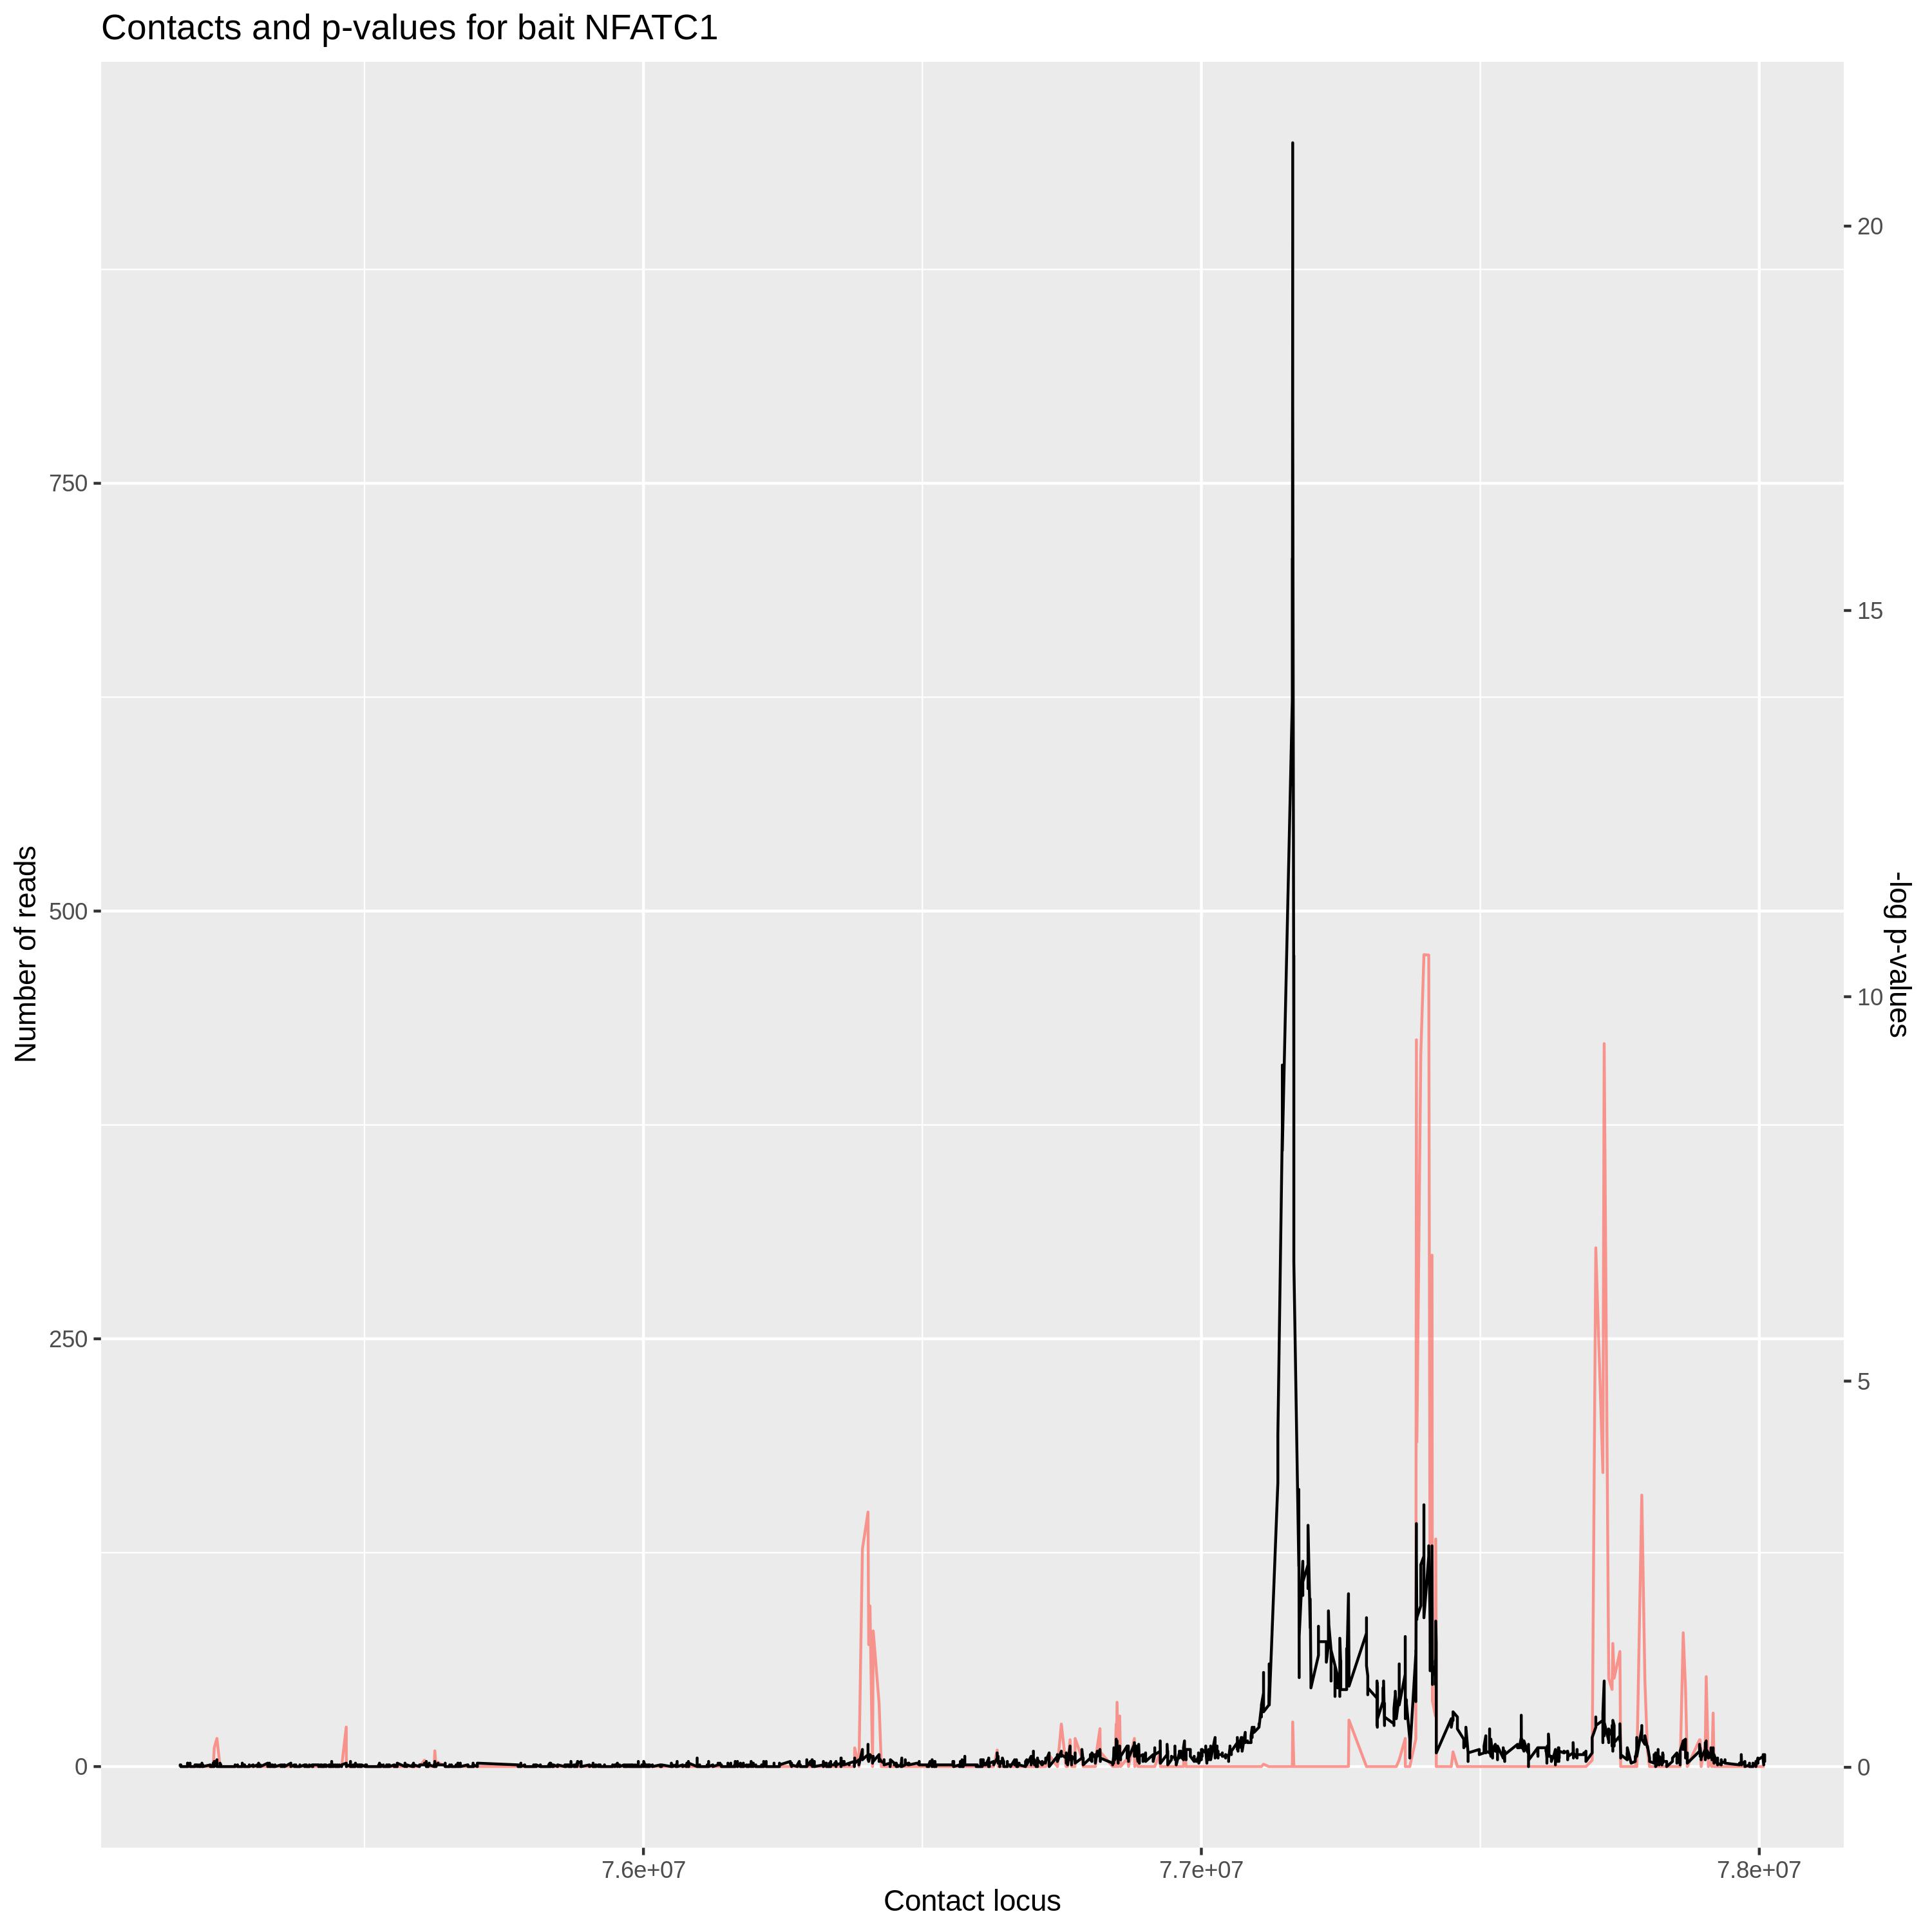 Contacts and p-values for bait NFATC1
Number of reads
750
500
250
0
20
15
10
5
0
-log p-values
7.6e+07
7.7e+07
7.8e+07
Contact locus